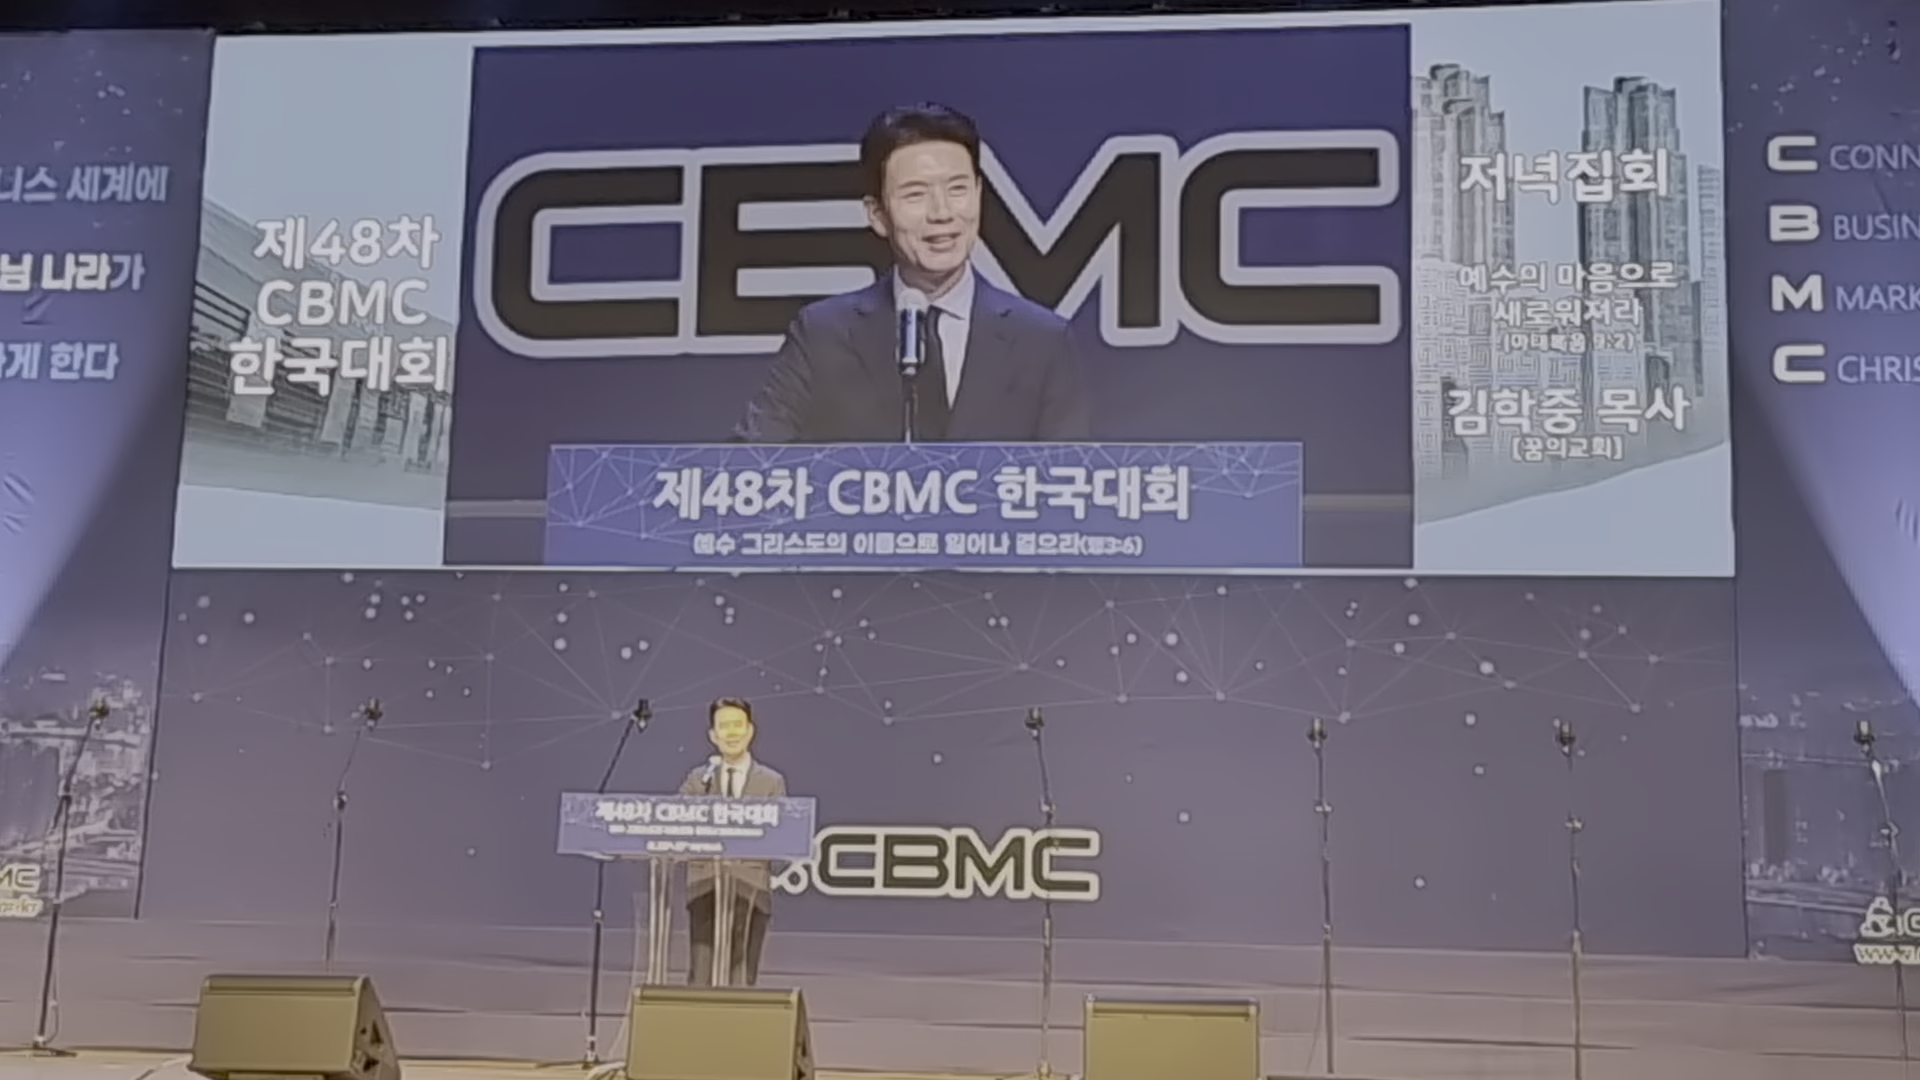 니스 세계에
님 나라가
게 한다
제48차
CBMC
한국대회
CBMC
저녁집회
예수의 마음으로
새로워져라
김학중 목사
[꿈의교회]
제48차 CBMC 한국대회
예수 그리스도의 이름으로 일어나 걸으라(행3:6)
C CONN
B BUSIN
M MARK
C CHRIS
제48차 CBMC 한국대회
CBMC
MC